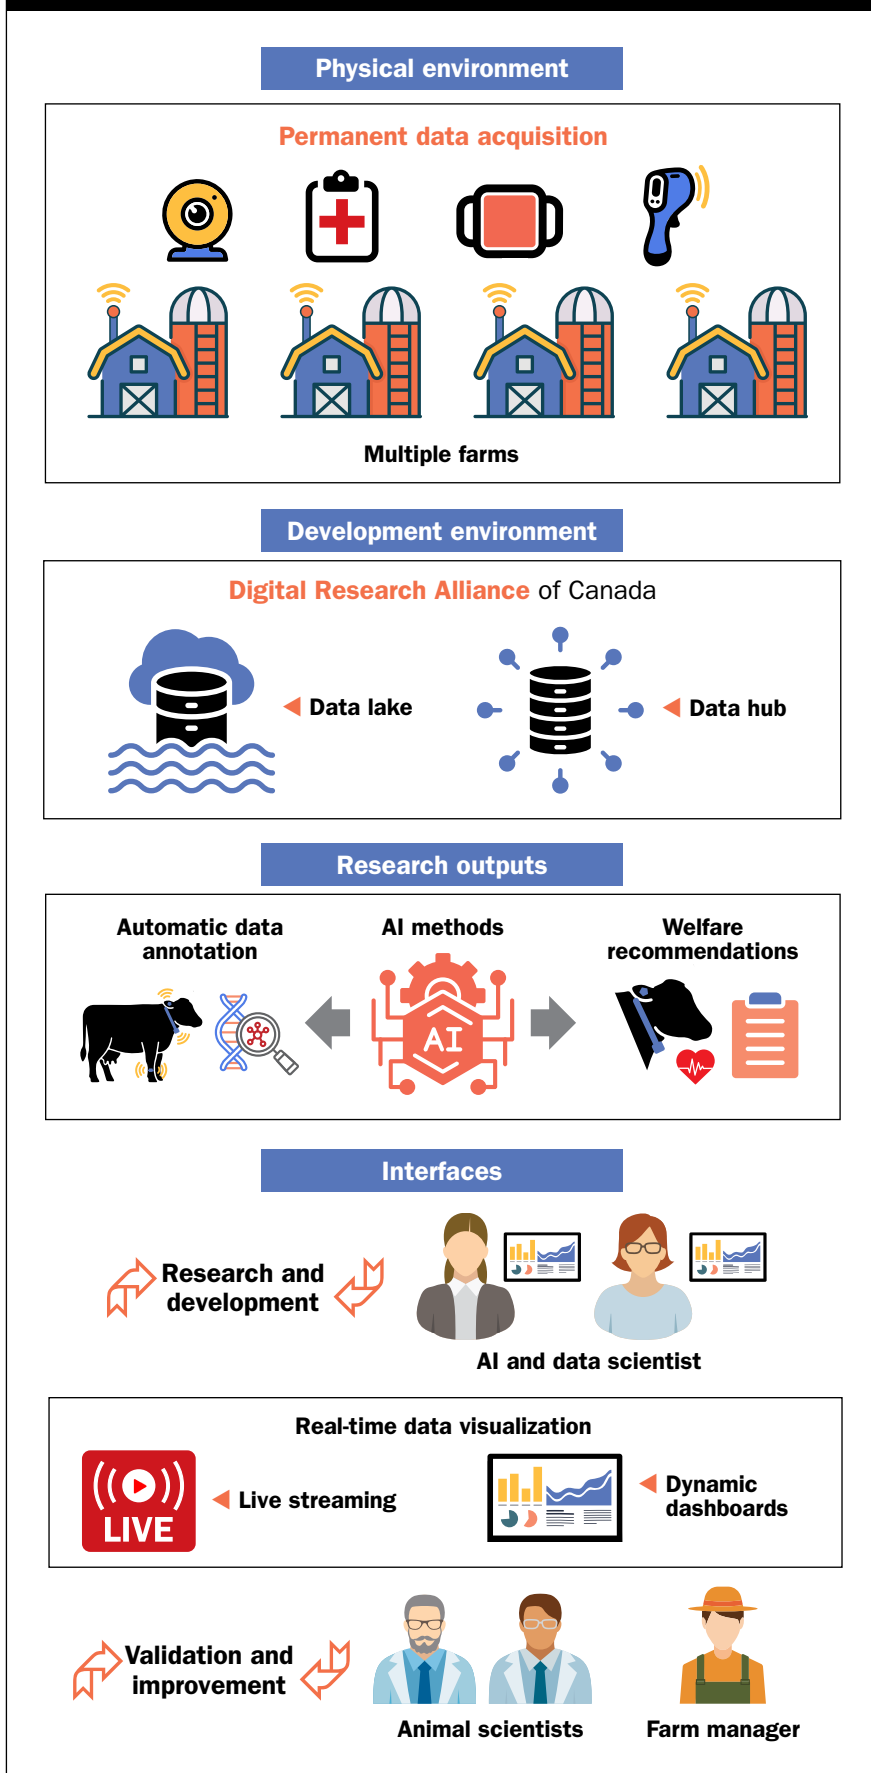 Physical environment
Permanent data acquisition
Multiple farms
Development environment
Digital Research Alliance of Canada
Data lake
Data hub
Research outputs
Automatic data
annotation
AI methods
Welfare
recommendations
AI
Interfaces
Research and
development
AI and data scientist
Real-time data visualization
LIVE
Live streaming
Dynamic
dashboards
Validation and
improvement
Animal scientists
Farm manager